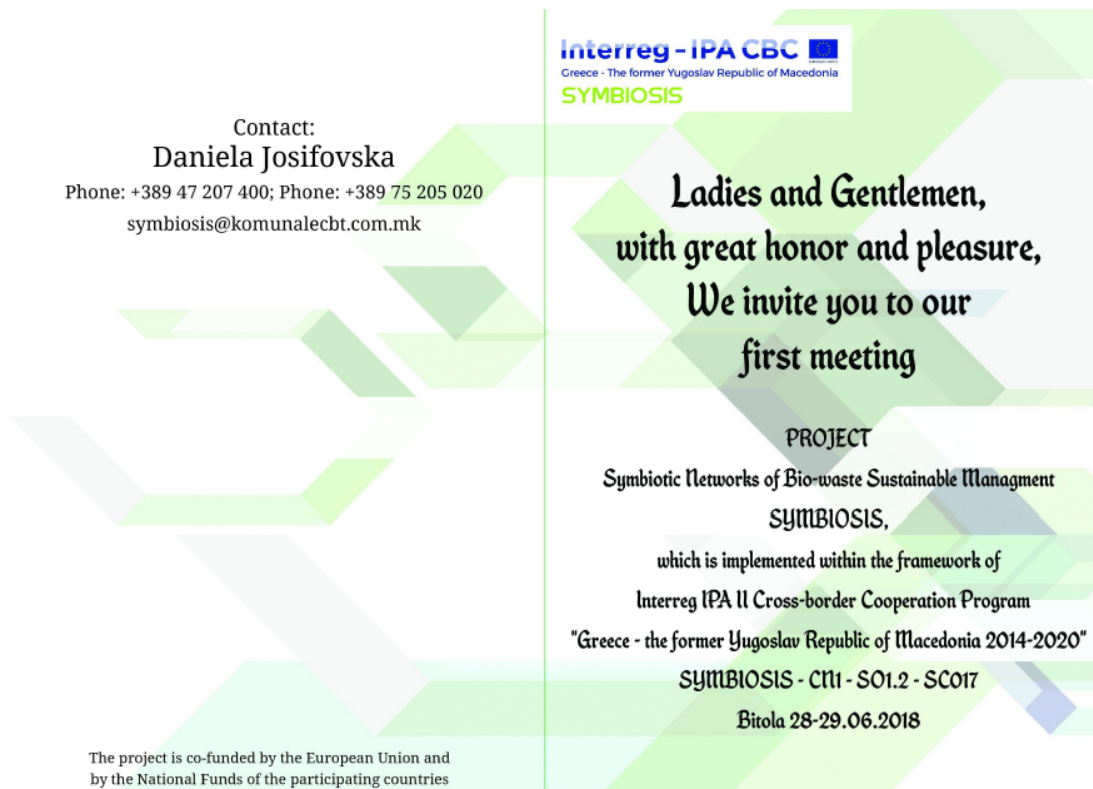 Contact:
Daniela Josifovska
Phone: +389 47 207 400; Phone: +389 75 205 020
symbiosis@komunalecbt.com.mk
The project is co-funded by the European Union and
by the National Funds of the participating countries
Interreg - IPA CBC
EUROPEAN UNION
Greece - The former Yugoslav Republic of Macedonia
SYMBIOSIS
Ladies and Gentlemen,
with great honor and pleasure,
We invite you to our
first meeting
PROJECT
Symbiotic Networks of Bio-waste Sustainable Managment
SYMBIOSIS,
which is implemented within the framework of
Interreg IPA II Cross-border Cooperation Program
"Greece - the former Yugoslav Republic of Macedonia 2014-2020"
SYMBIOSIS - CN1 - SO1.2 - SC017
Bitola 28-29.06.2018